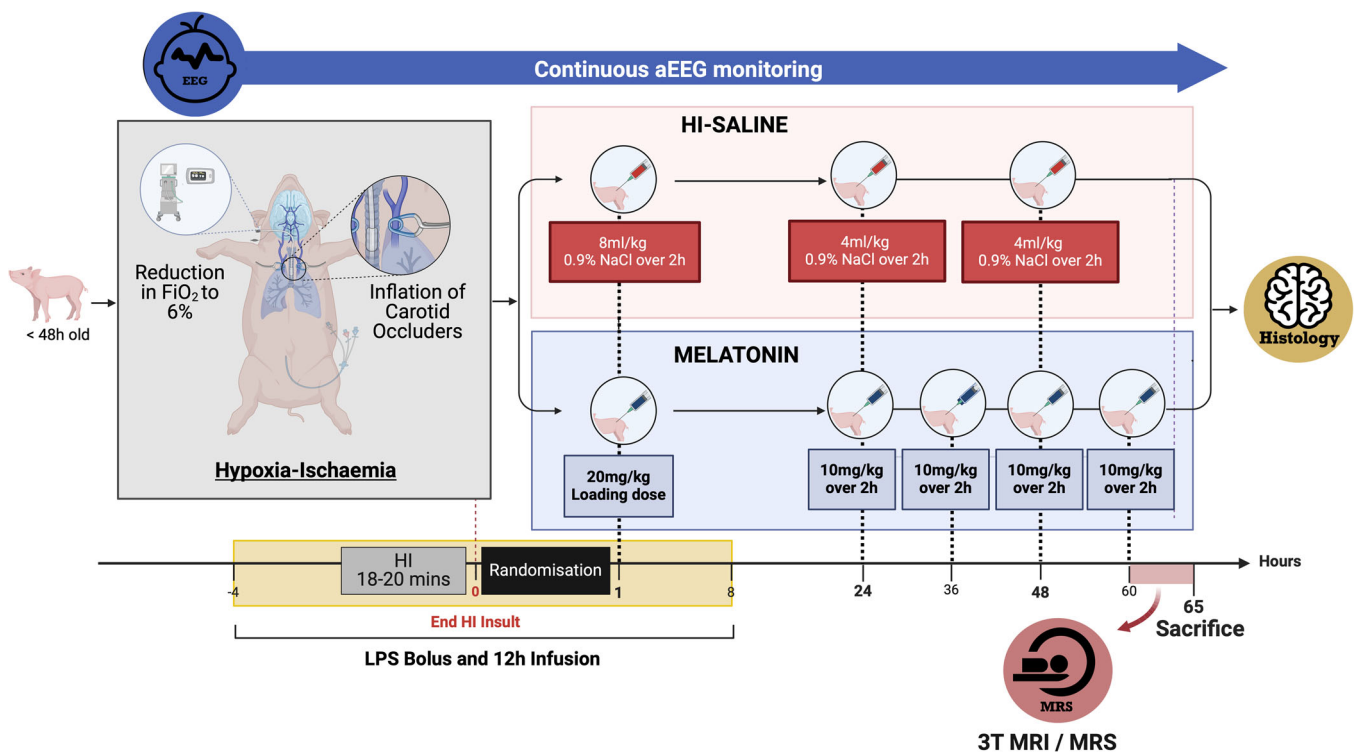 EEG
Continuous aEEG monitoring
< 48h old
Reduction
in FiO₂ to
6%
Inflation of
Carotid
Occluders
Hypoxia-Ischaemia
HI-SALINE
8ml/kg
0.9% NaCl over 2h
4ml/kg
0.9% NaCl over 2h
4ml/kg
0.9% NaCl over 2h
MELATONIN
20mg/kg
Loading dose
10mg/kg
over 2h
10mg/kg
over 2h
10mg/kg
over 2h
10mg/kg
over 2h
Histology
HI
18-20 mins
Randomisation
Hours
-4
0
1
8
24
36
48
60
65
End HI Insult
Sacrifice
LPS Bolus and 12h Infusion
MRS
3T MRI / MRS